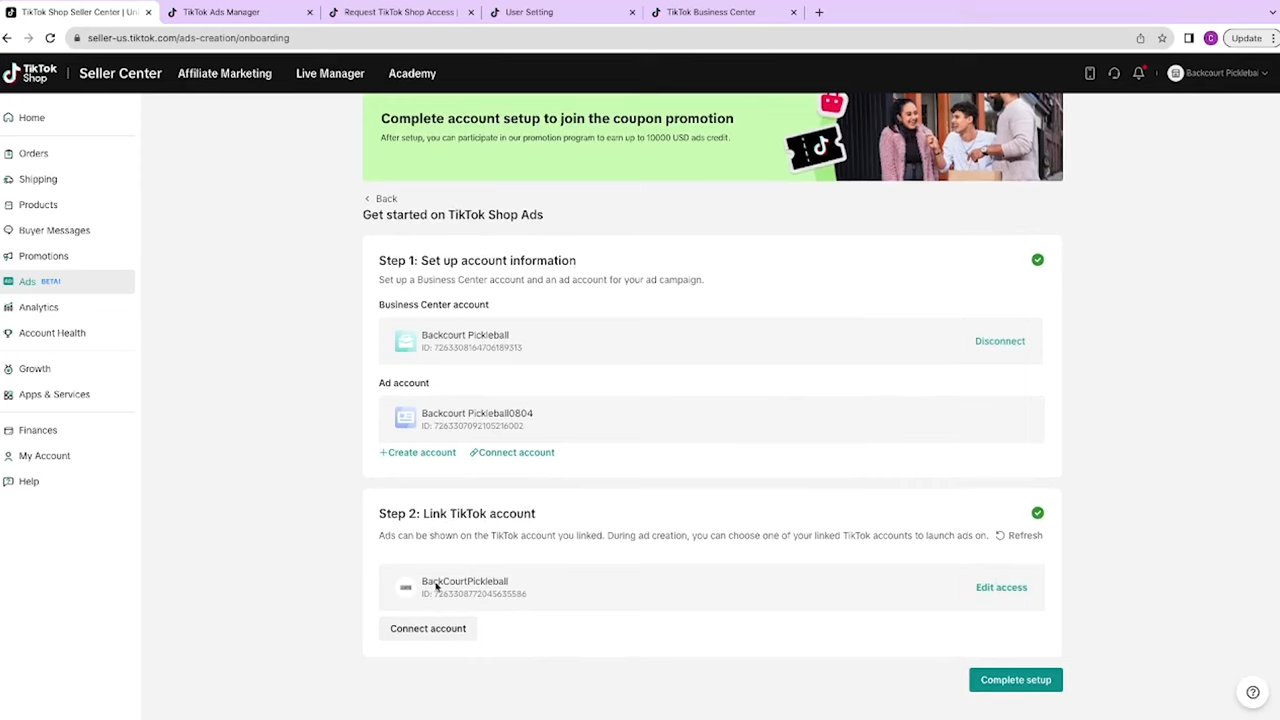 TikTok Shop Seller Center | Un
TikTok Ads Manager
Request TikTok Shop Access |
User Setting
TikTok Business Center
seller-us.tiktok.com/ads-creation/onboarding
C
Update
TikTok Shop
Seller Center
Affiliate Marketing
Live Manager
Academy
Backcourt Picklebal
Home
Orders
Shipping
Products
Buyer Messages
Promotions
Ads BETA!
Analytics
Account Health
Growth
Apps & Services
Finances
My Account
Help
Complete account setup to join the coupon promotion
After setup, you can participate in our promotion program to earn up to 10000 USD ads credit.
Back
Get started on TikTok Shop Ads
Step 1: Set up account information
Set up a Business Center account and an ad account for your ad campaign.
Business Center account
Backcourt Pickleball
ID: 7263308164706189313
Disconnect
Ad account
Backcourt Pickleball0804
ID: 7263307092105216002
+Create account
Connect account
Step 2: Link TikTok account
Ads can be shown on the TikTok account you linked. During ad creation, you can choose one of your linked TikTok accounts to launch ads on.
Refresh
BackCourtPickleball
ID: 7263308772045635586
Edit access
Connect account
Complete setup